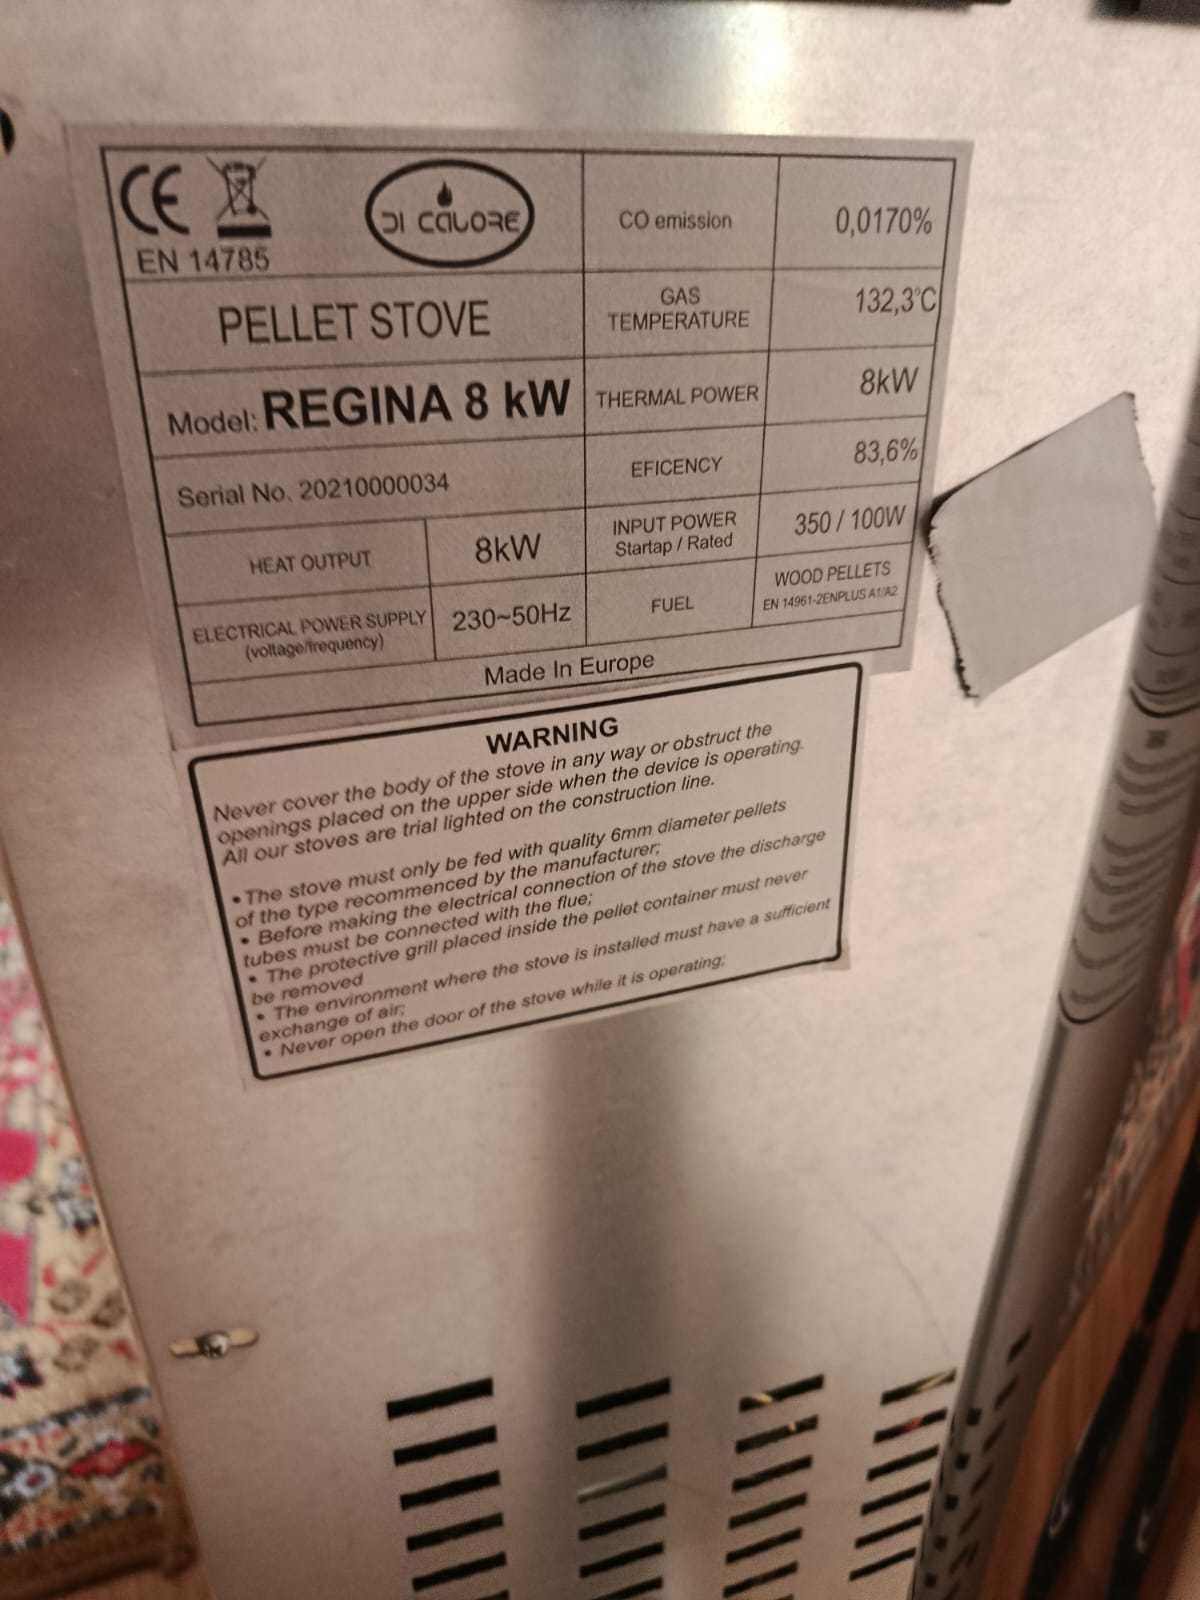 CE
EN 14785
DI CALORE
PELLET STOVE
Model: REGINA 8 kW
Serial No. 20210000034
HEAT OUTPUT 8kW
ELECTRICAL POWER SUPPLY 230~50Hz
(voltage/frequency)
CO emission 0,0170%
GAS
TEMPERATURE 132,3°C
THERMAL POWER 8kW
EFICENCY 83,6%
INPUT POWER 350 / 100W
Startap / Rated
FUEL WOOD PELLETS
EN 14961-2ENPLUS A1/A2
Made In Europe
WARNING
Never cover the body of the stove in any way or obstruct the
openings placed on the upper side when the device is operating.
All our stoves are trial lighted on the construction line.
• The stove must only be fed with quality 6mm diameter pellets
of the type recommenced by the manufacturer;
• Before making the electrical connection of the stove the discharge
tubes must be connected with the flue;
• The protective grill placed inside the pellet container must never
be removed
• The environment where the stove is installed must have a sufficient
exchange of air;
• Never open the door of the stove while it is operating;